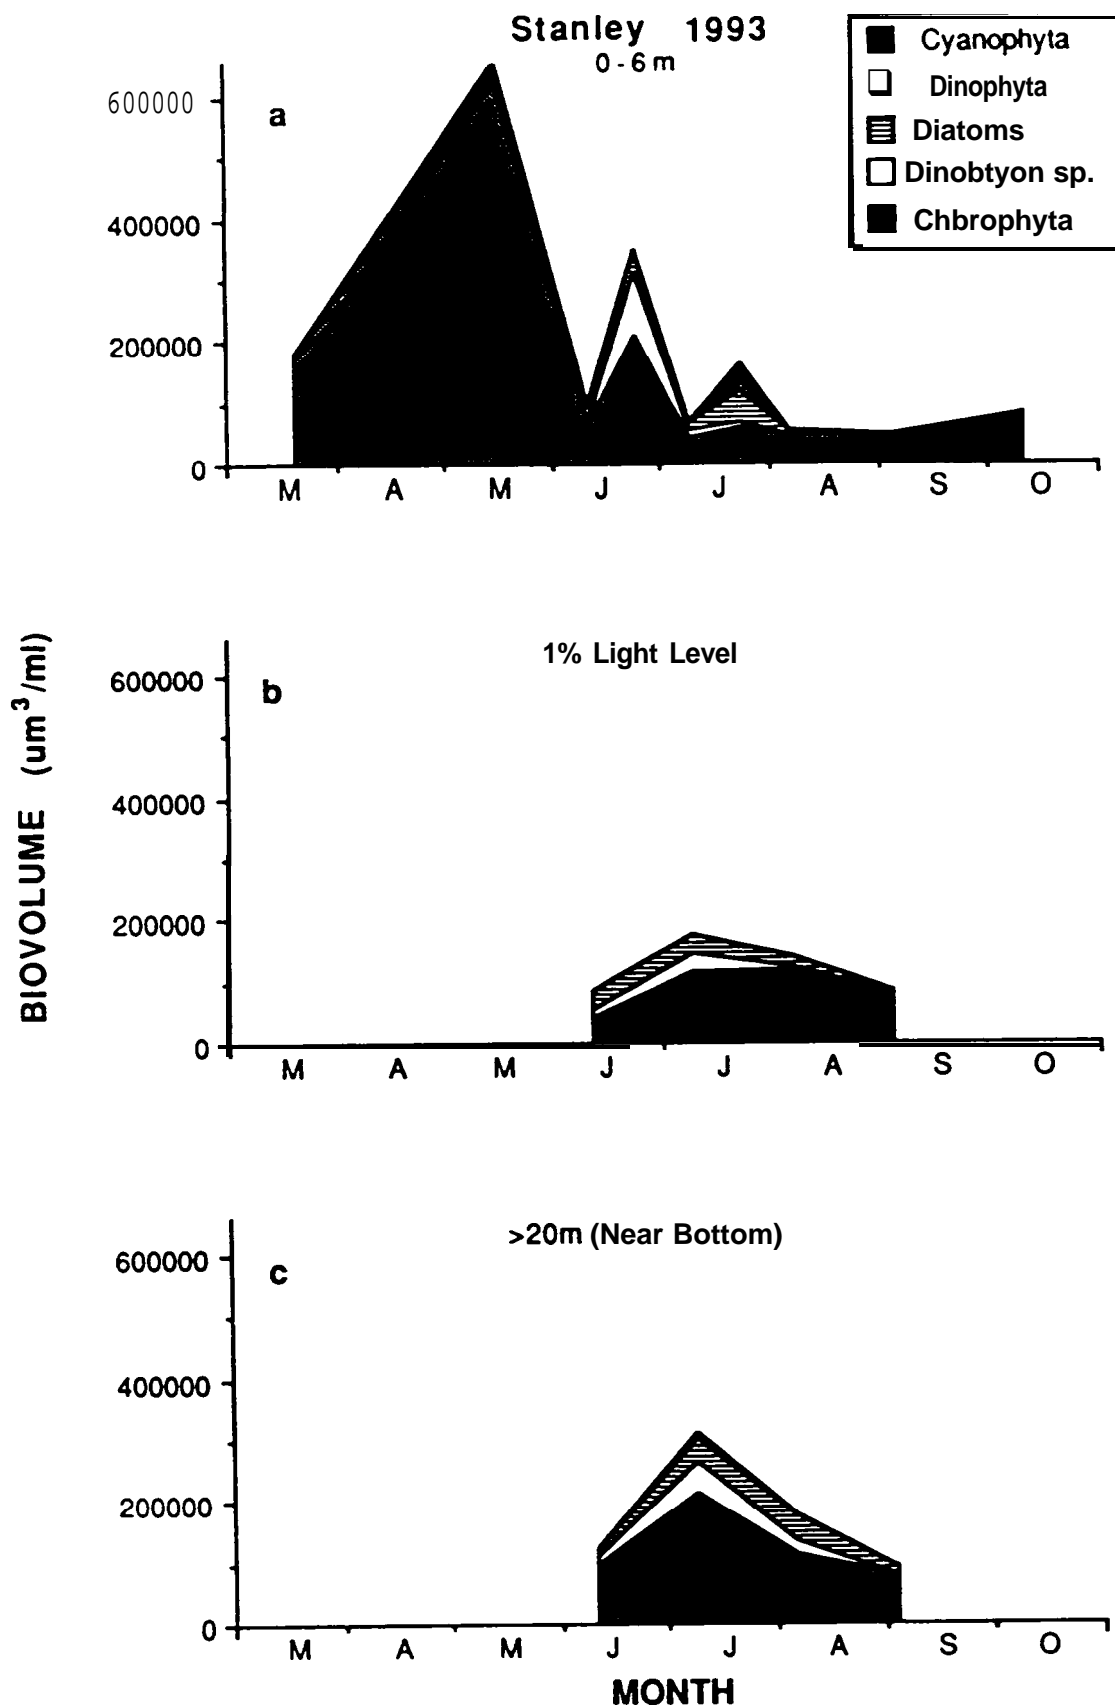 Stanley 1993
0-6m
Cyanophyta
Dinophyta
Diatoms
Dinobtyon sp.
Chbrophyta
a
600000
400000
200000
0
M A M J J A S O
BIOVOLUME (um³/ml)
1% Light Level
b
600000
400000
200000
0
M A M J J A S O
>20m (Near Bottom)
c
600000
400000
200000
0
M A M J J A S O
MONTH